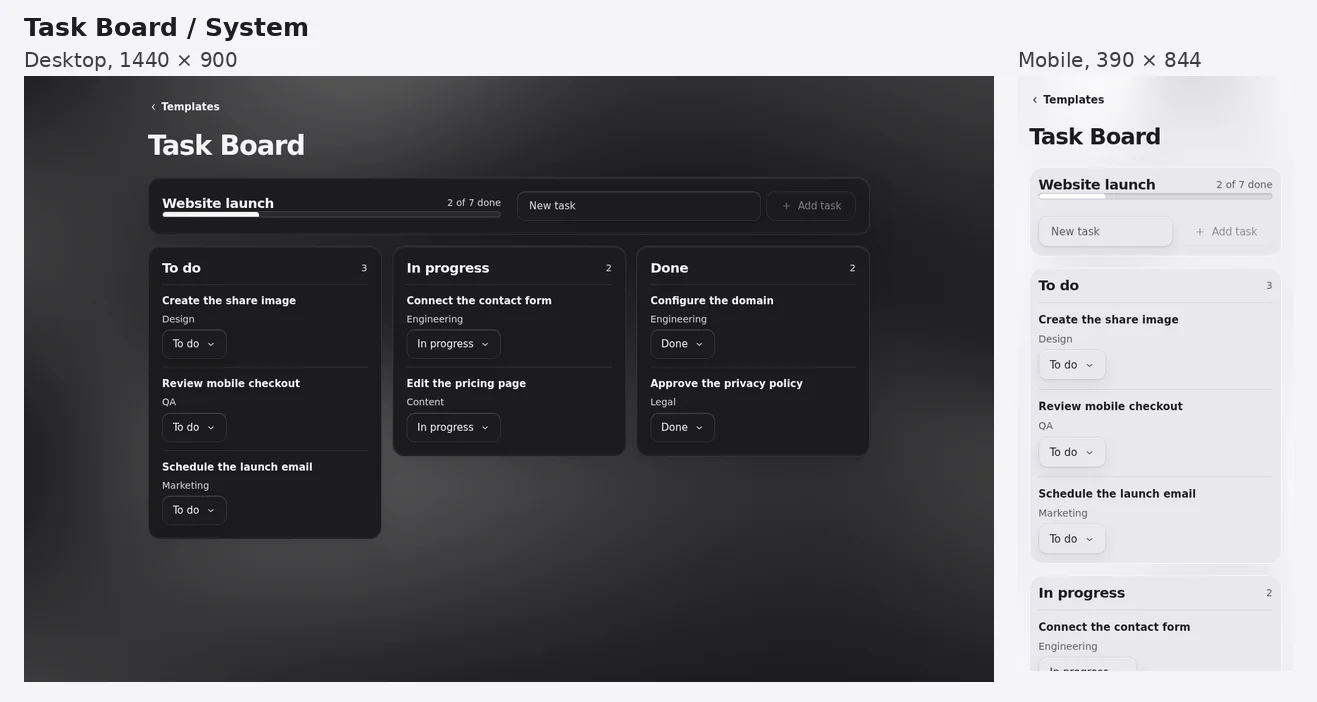 Task Board / System
Desktop, 1440 × 900
‹ Templates
Task Board
Website launch
2 of 7 done
New task
+ Add task
To do
3
Create the share image
Design
To do
Review mobile checkout
QA
To do
Schedule the launch email
Marketing
To do
In progress
2
Connect the contact form
Engineering
In progress
Edit the pricing page
Content
In progress
Done
2
Configure the domain
Engineering
Done
Approve the privacy policy
Legal
Done
Mobile, 390 × 844
‹ Templates
Task Board
Website launch
2 of 7 done
New task
+ Add task
To do
3
Create the share image
Design
To do
Review mobile checkout
QA
To do
Schedule the launch email
Marketing
To do
In progress
2
Connect the contact form
Engineering
In progress